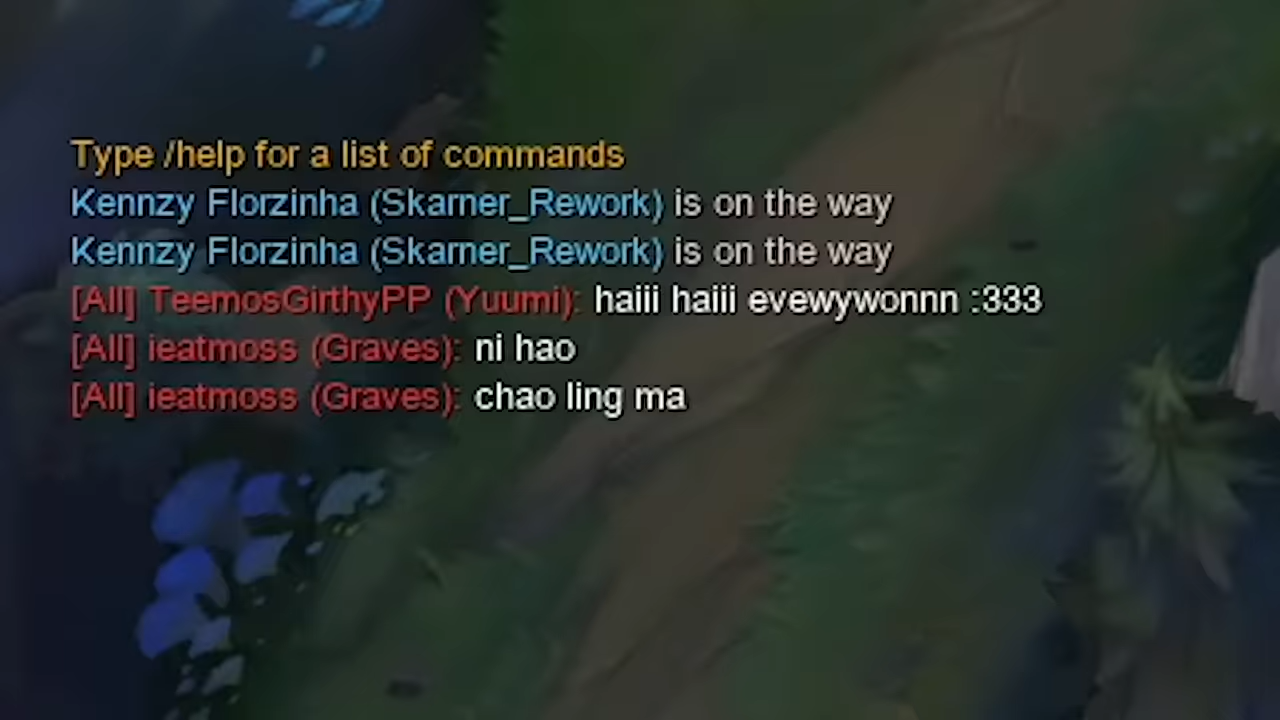 Type /help for a list of commands
Kennzy Florzinha (Skarner_Rework) is on the way
Kennzy Florzinha (Skarner_Rework) is on the way
[All] TeemosGirthyPP (Yuumi): haiii haiii evewywonnn :333
[All] ieatmoss (Graves): ni hao
[All] ieatmoss (Graves): chao ling ma